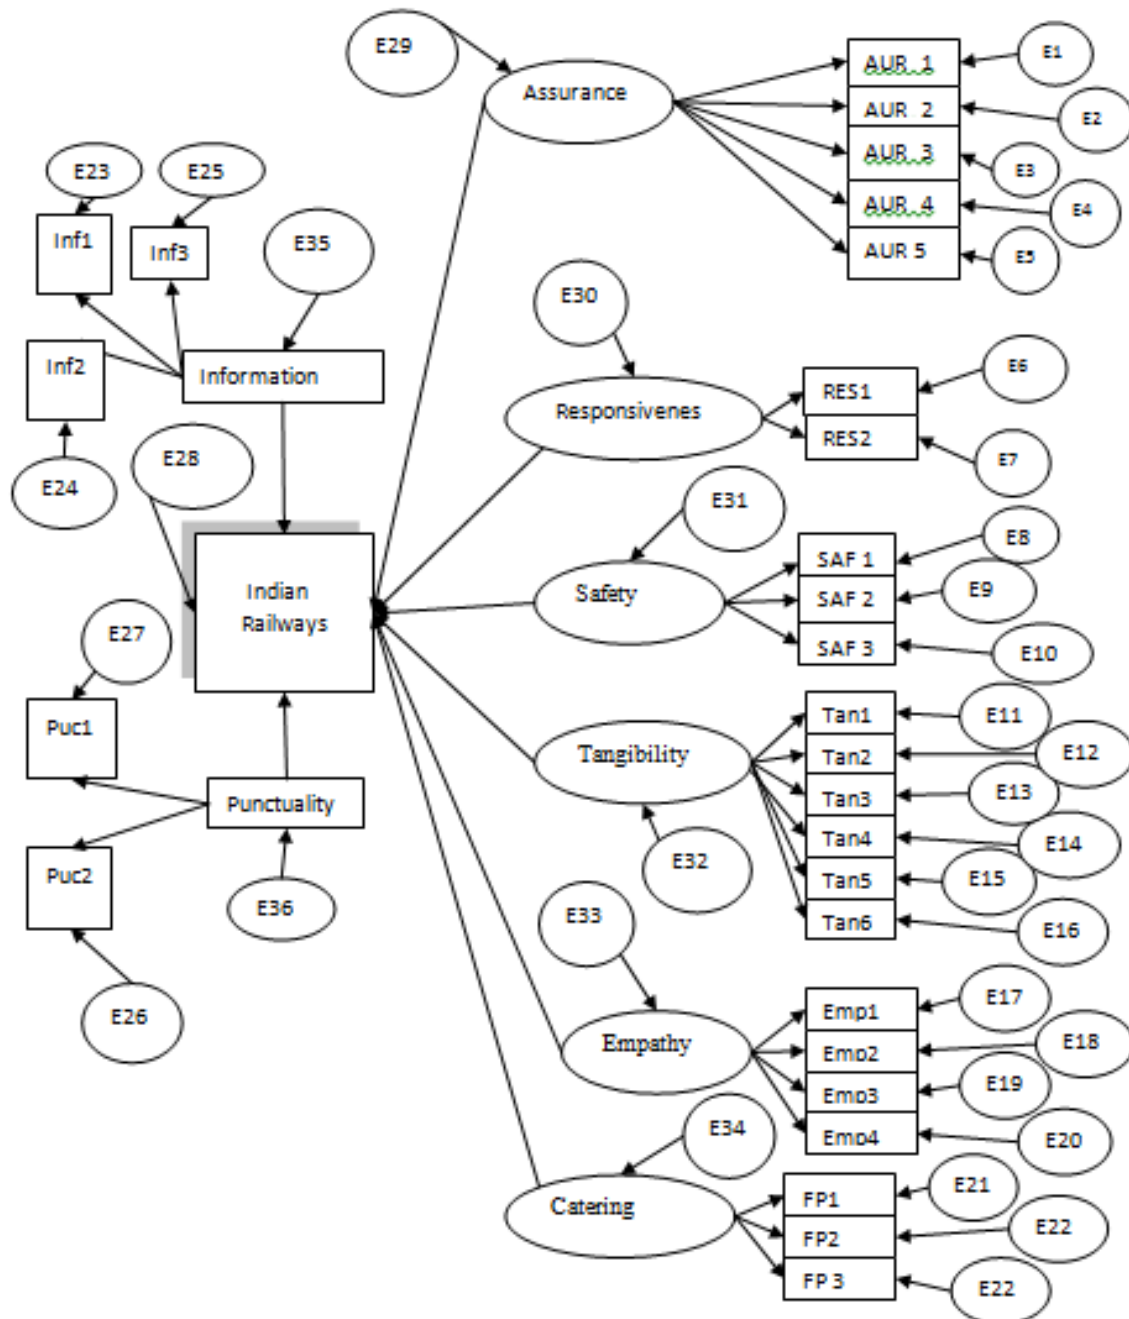 E29
Assurance
AUR 1
E1
AUR 2
E2
AUR 3
E3
AUR 4
E4
AUR 5
E5
E23
E25
Inf1
Inf3
E35
Inf2
Information
E24
E28
E30
Responsivenes
RES1
E6
RES2
E7
E31
Safety
SAF 1
E8
SAF 2
E9
SAF 3
E10
Indian
Railways
E27
Puc1
Punctuality
Puc2
E36
E26
Tangibility
E32
Tan1
E11
Tan2
E12
Tan3
E13
Tan4
E14
Tan5
E15
Tan6
E16
E33
Empathy
Emp1
E17
Emp2
E18
Emp3
E19
Emp4
E20
E34
Catering
FP1
E21
FP2
E22
FP 3
E22